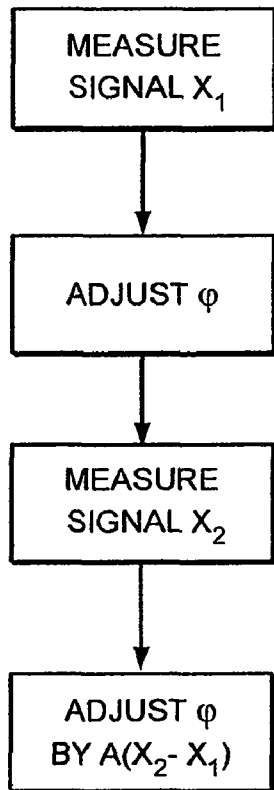 MEASURE
SIGNAL X₁
ADJUST φ
MEASURE
SIGNAL X₂
ADJUST φ
BY A(X₂- X₁)